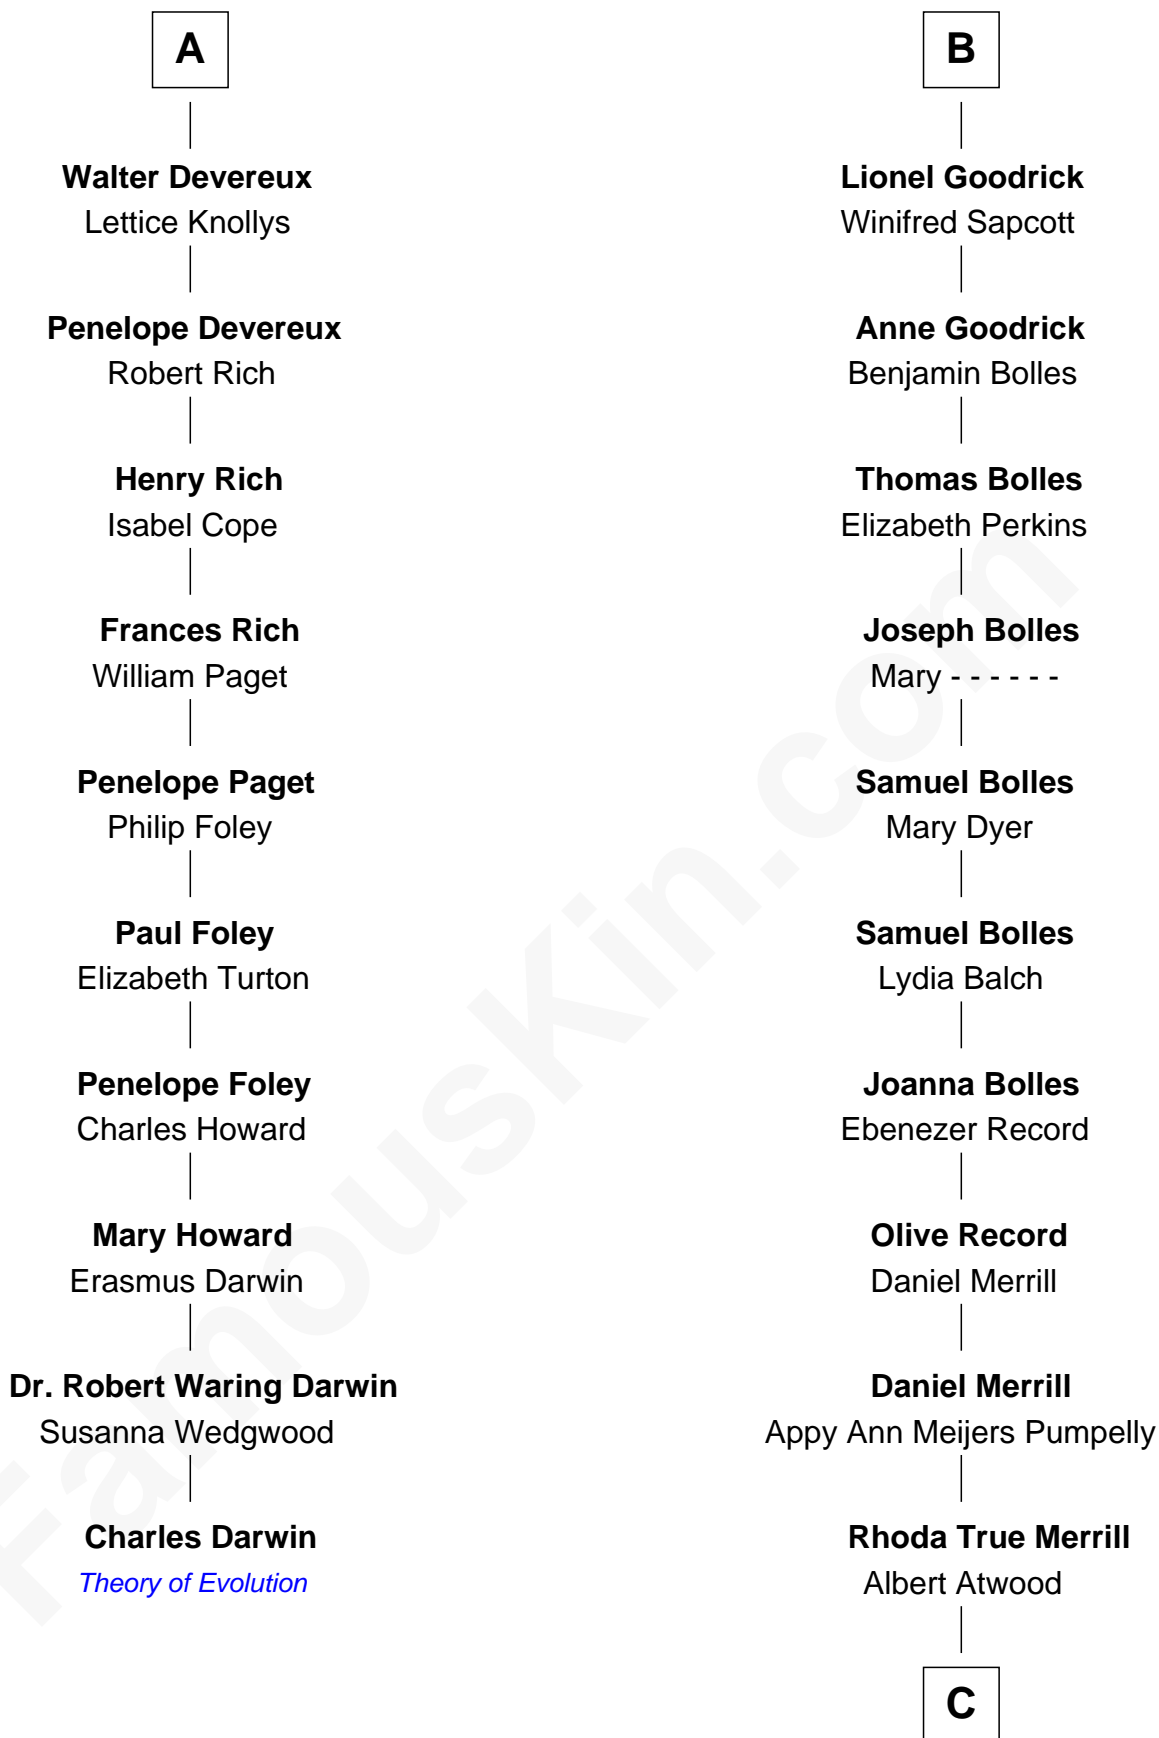 A
Walter Devereux
Lettice Knollys
Penelope Devereux
Robert Rich
Henry Rich
Isabel Cope
Frances Rich
William Paget
Penelope Paget
Philip Foley
Paul Foley
Elizabeth Turton
Penelope Foley
Charles Howard
Mary Howard
Erasmus Darwin
Dr. Robert Waring Darwin
Susanna Wedgwood
Charles Darwin
Theory of Evolution
B
Lionel Goodrick
Winifred Sapcott
Anne Goodrick
Benjamin Bolles
Thomas Bolles
Elizabeth Perkins
Joseph Bolles
Mary - - - - - -
Samuel Bolles
Mary Dyer
Samuel Bolles
Lydia Balch
Joanna Bolles
Ebenezer Record
Olive Record
Daniel Merrill
Daniel Merrill
Appy Ann Meijers Pumpelly
Rhoda True Merrill
Albert Atwood
C
FamousKin.com